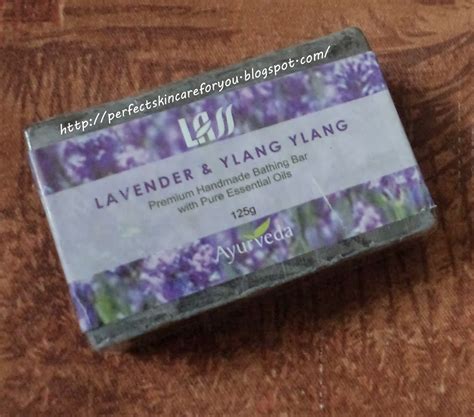 http://perfectskincareforyou.blogspot.com/
LASS
LAVENDER & YLANG YLANG
Premium Handmade Bathing Bar
with Pure Essential Oils
125g
Ayurveda